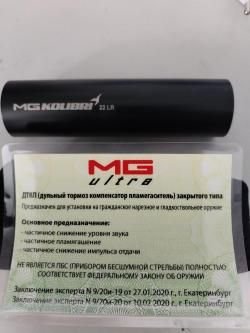 MG KOLIBRI 22 LR
MG
ultra
ДТКП (дульный тормоз компенсатор пламегаситель) закрытого типа
Предназначен для установки на гражданское нарезное и гладкоствольное оружие
Основное предназначение:
- частичное снижение уровня звука
- частичное пламягашение
- частичное снижение импульса отдачи
НЕ ЯВЛЯЕТСЯ ПБС (ПРИБОРОМ БЕСШУМНОЙ СТРЕЛЬБЫ) ПОЛНОСТЬЮ
СООТВЕТСТВУЕТ ФЕДЕРАЛЬНОМУ ЗАКОНУ ОБ ОРУЖИИ
Заключение эксперта N 9/20и-19 от 27.01.2020 г., г. Екатеринбург
Заключение эксперта N 9/20и-20 от 10.02.2020 г., г. Екатеринбург